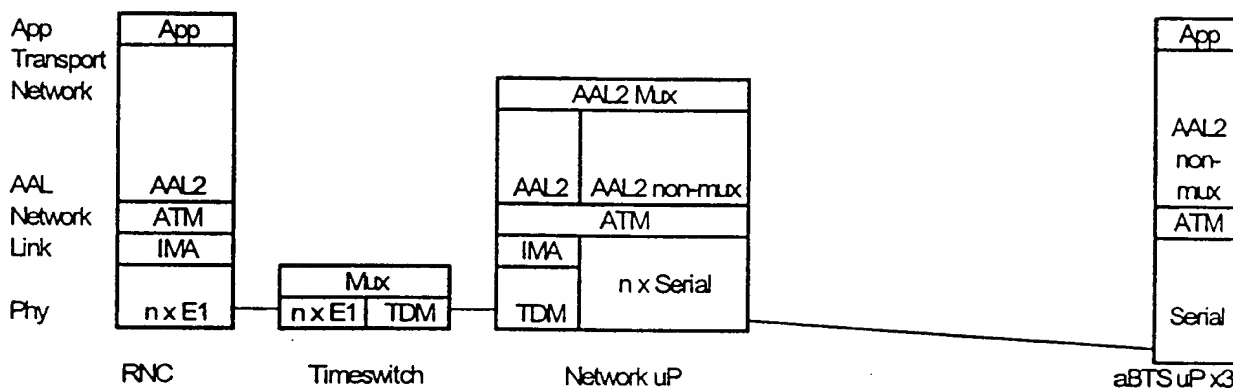 App App App
Transport
Network AAL2 Mux
AAL2
non-
mux
AAL AAL2 AAL2 AAL2 non-mux
Network ATM ATM ATM
Link IMA IMA
Mux n x Serial
Phy n x E1 n x E1 TDM TDM Serial
RNC Timeswitch Network uP aBTS uP x3